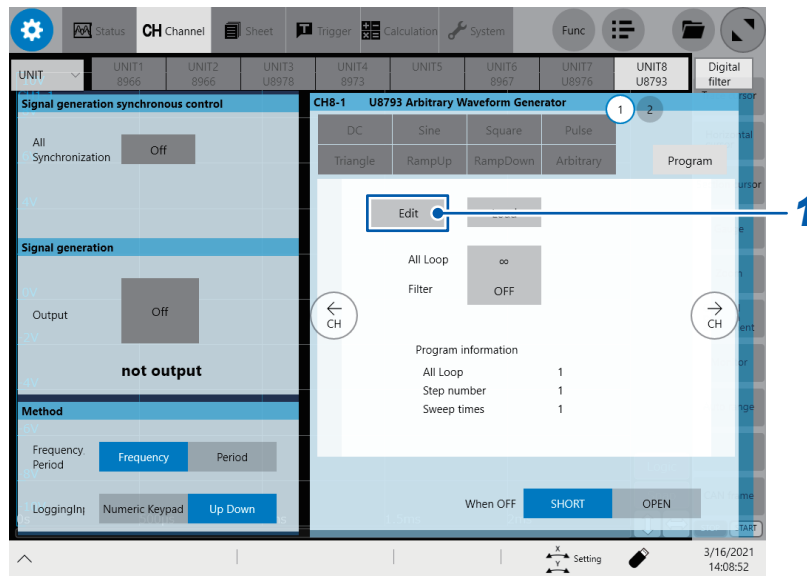 Status CH Channel Sheet Trigger Calculation System Func
UNIT UNIT1 UNIT2 UNIT3 UNIT4 UNIT5 UNIT6 UNIT7 UNIT8 Digital
8966 8966 U8978 8973 8967 U8976 U8793 filter
Signal generation synchronous control
All
Synchronization Off
CH8-1 U8793 Arbitrary Waveform Generator 1 2
DC Sine Square Pulse
Triangle RampUp RampDown Arbitrary Program
Edit 1
All Loop ∞
Filter OFF
← CH
→ CH
Signal generation
Output Off
not output
Program information
All Loop 1
Step number 1
Sweep times 1
Method
Frequency
Period Frequency Period
LoggingInp Numeric Keypad Up Down
When OFF SHORT OPEN
X
Y Setting
3/16/2021
14:08:52